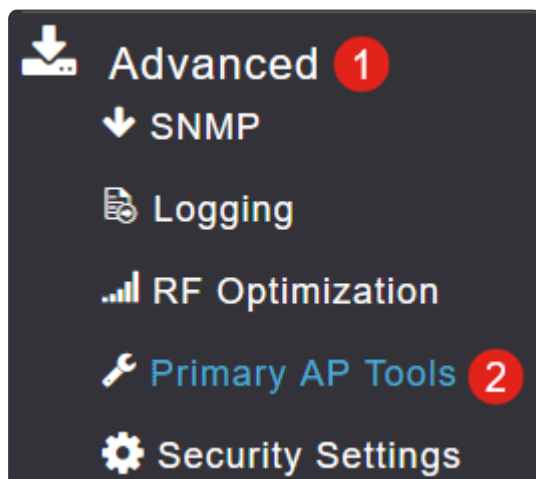 Advanced 1
SNMP
Logging
RF Optimization
Primary AP Tools 2
Security Settings